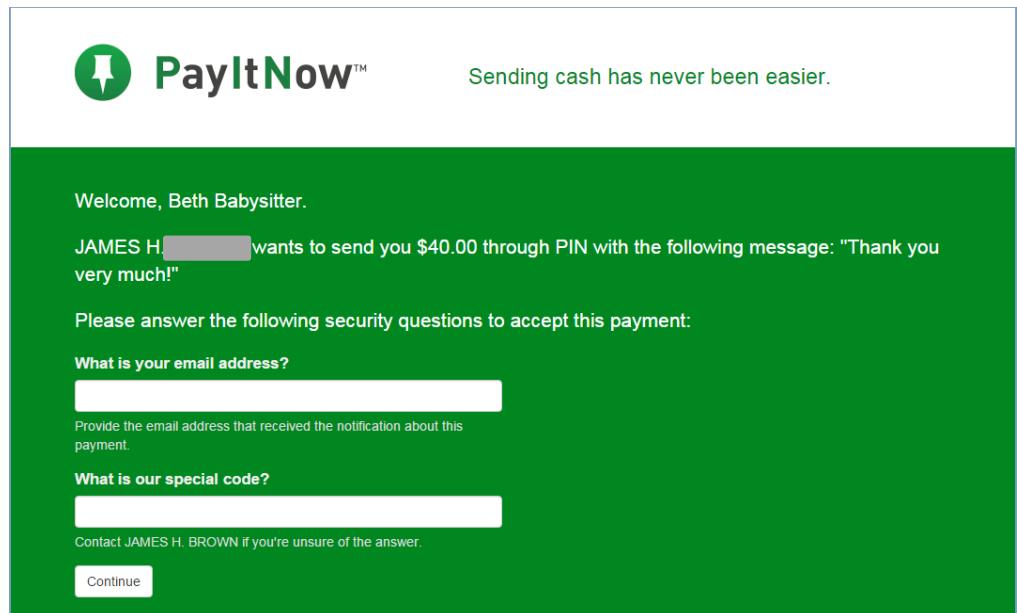 PayItNow™
Sending cash has never been easier.
Welcome, Beth Babysitter.
JAMES H. wants to send you $40.00 through PIN with the following message: "Thank you
very much!"
Please answer the following security questions to accept this payment:
What is your email address?
Provide the email address that received the notification about this
payment.
What is our special code?
Contact JAMES H. BROWN if you're unsure of the answer.
Continue